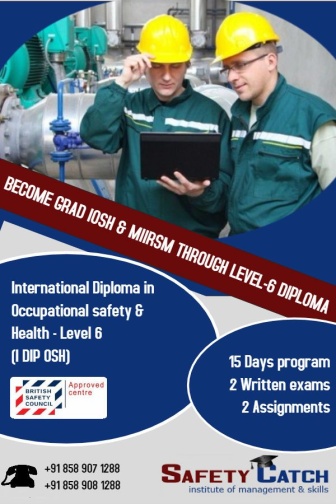 BECOME GRAD IOSH & MIIRSM THROUGH LEVEL-6 DIPLOMA
International Diploma in
Occupational safety &
Health - Level 6
(I DIP OSH)
BRITISH
SAFETY
COUNCIL
Approved
centre
15 Days program
2 Written exams
2 Assignments
+91 858 907 1288
+91 858 908 1288
SAFETY CATCH
institute of management & skills